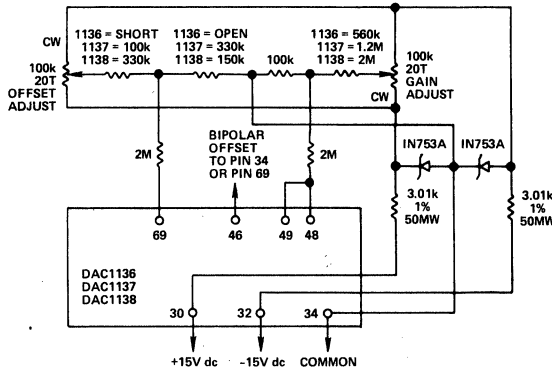 CW
100k
20T
OFFSET
ADJUST
1136 = SHORT
1137 = 100k
1138 = 330k
1136 = OPEN
1137 = 330k
1138 = 150k
100k
1136 = 560k
1137 = 1.2M
1138 = 2M
100k
20T
GAIN
ADJUST
CW
2M
BIPOLAR
OFFSET
TO PIN 34
OR PIN 69
2M
IN753A
IN753A
3.01k
1%
50MW
3.01k
1%
50MW
69
46
49
48
DAC1136
DAC1137
DAC1138
30
32
34
+15V dc
-15V dc
COMMON